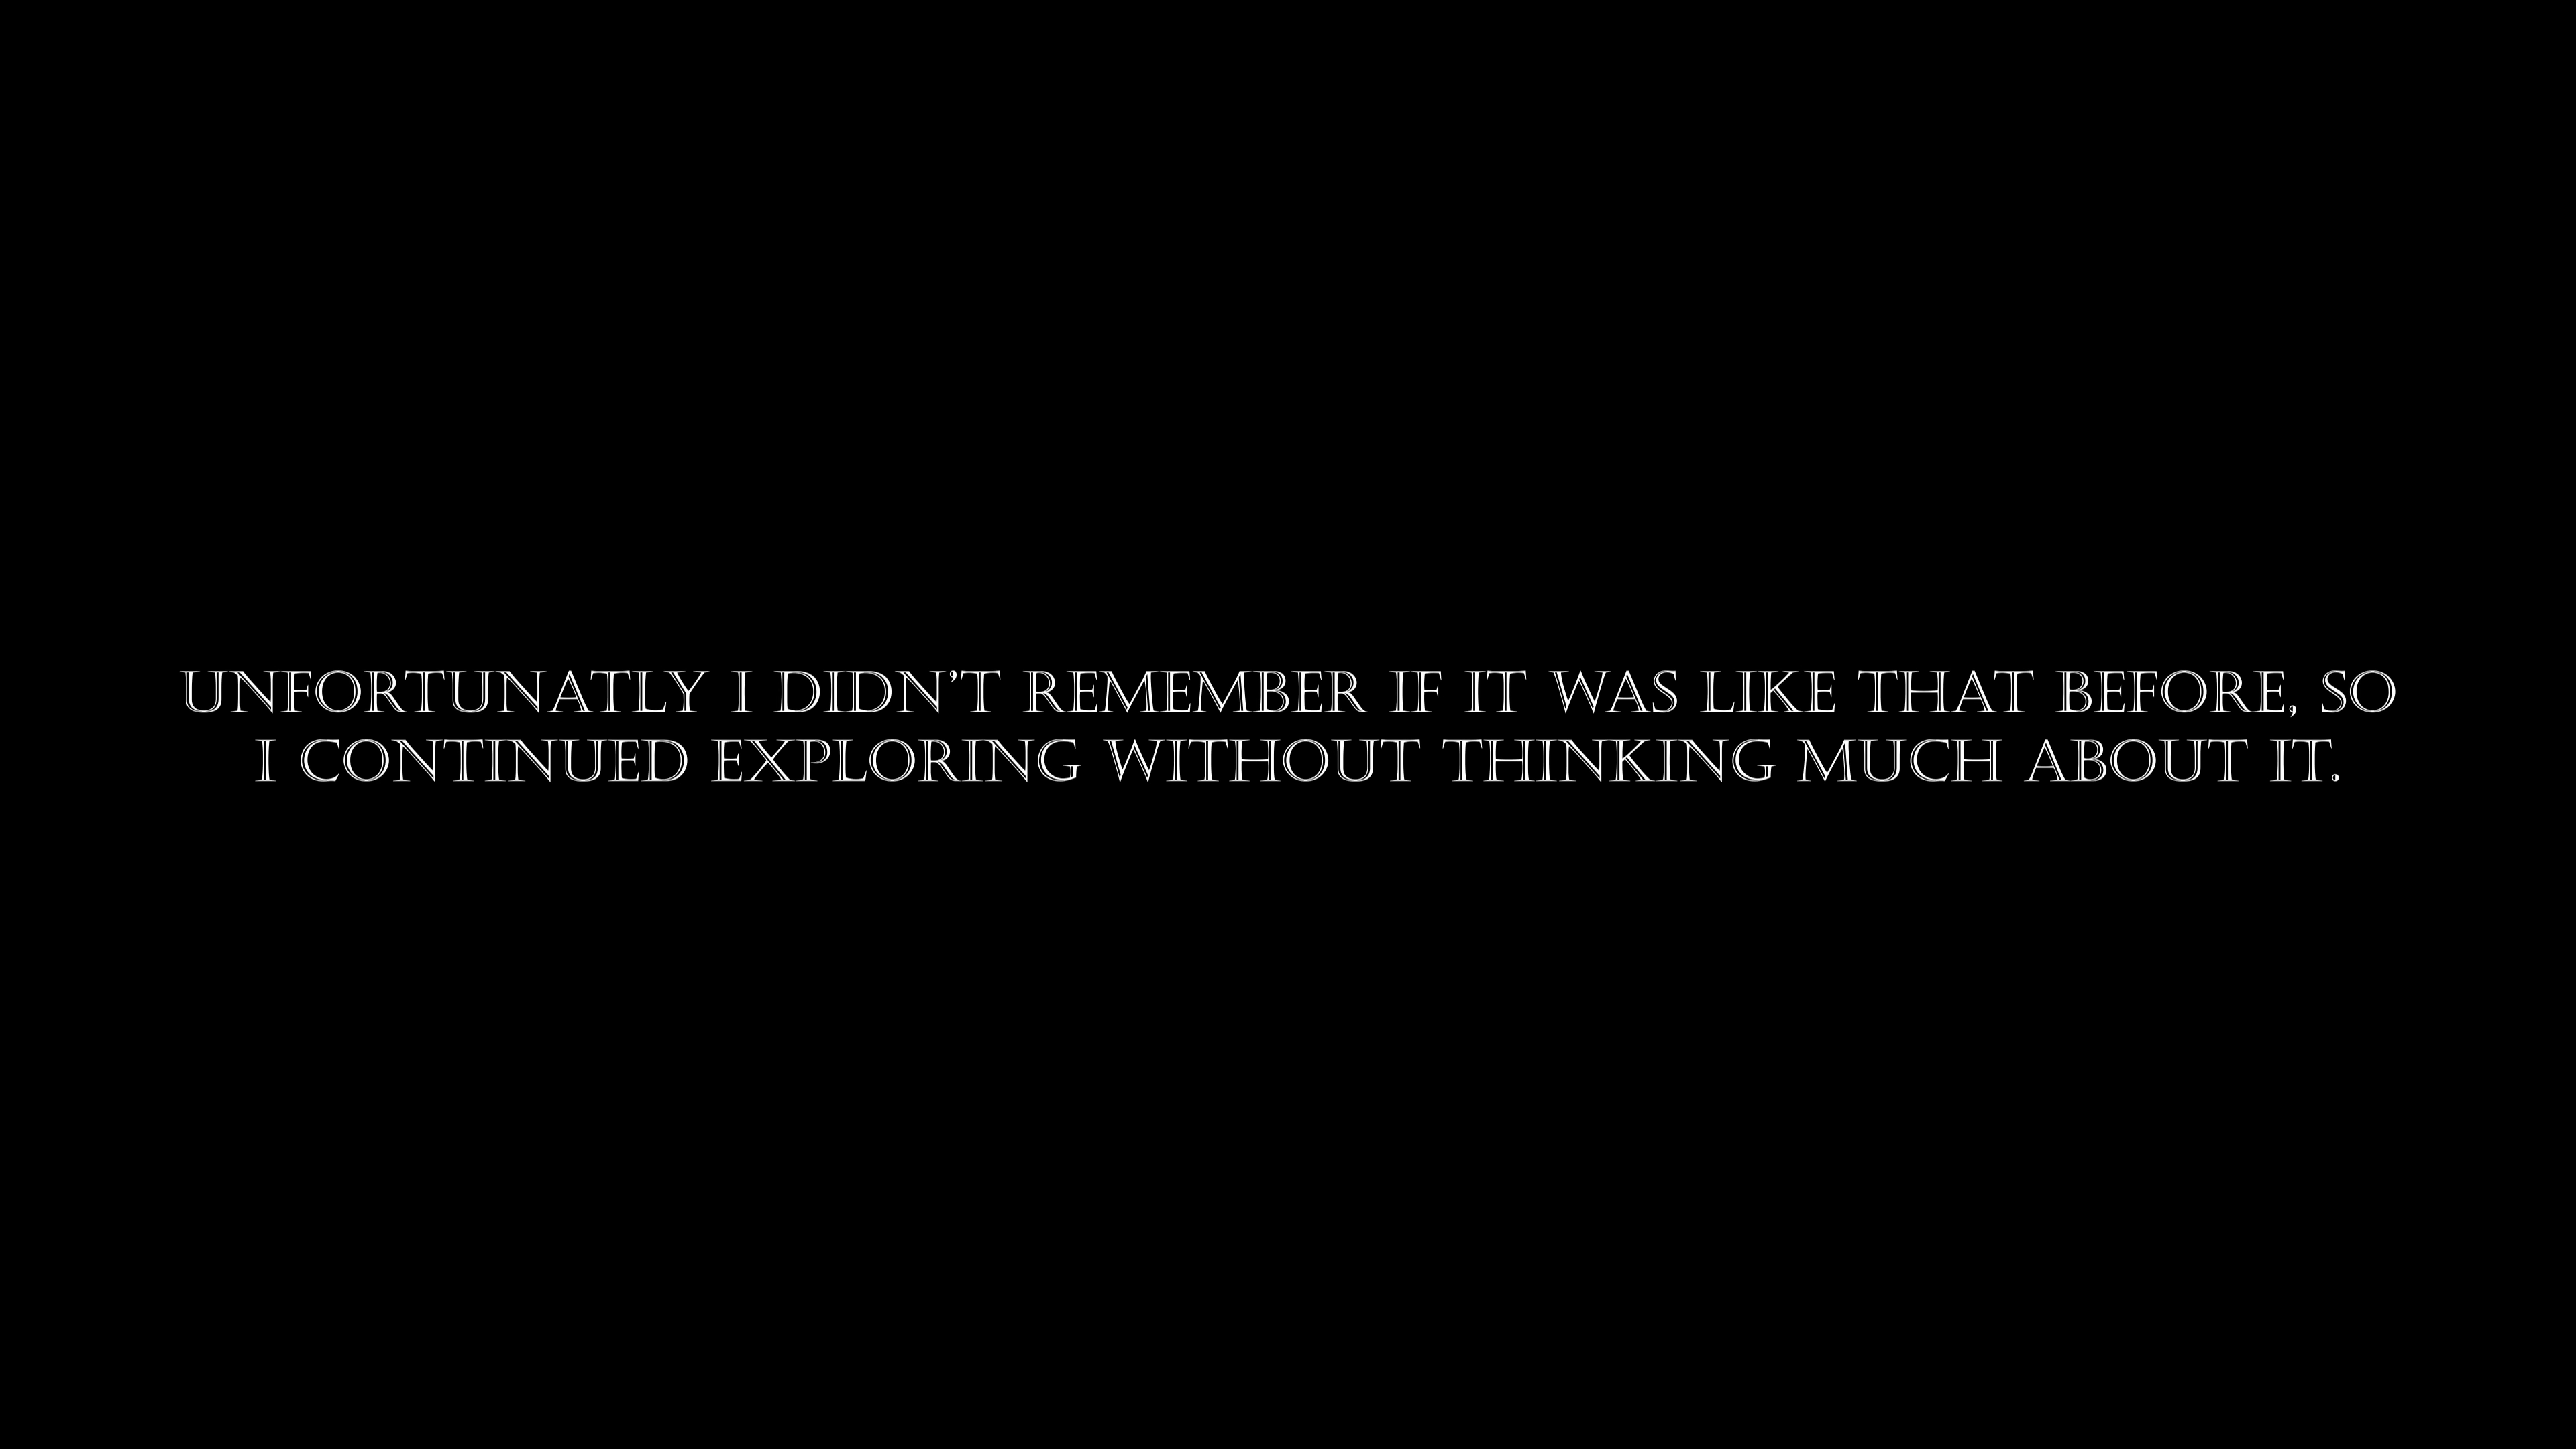 UNFORTUNATLY I DIDN'T REMEMBER IF IT WAS LIKE THAT BEFORE, SO
I CONTINUED EXPLORING WITHOUT THINKING MUCH ABOUT IT.